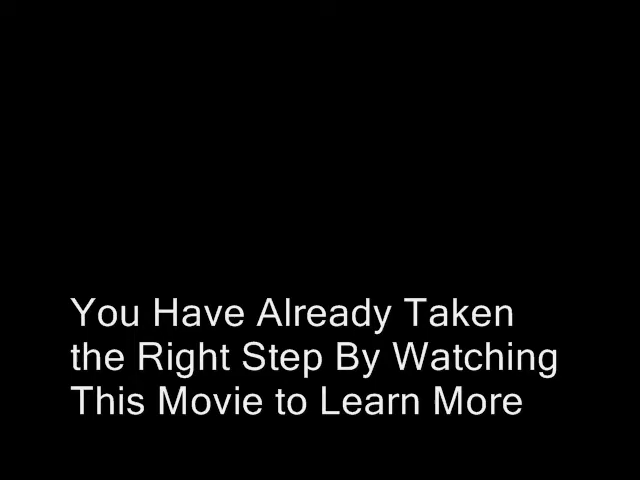 You Have Already Taken
the Right Step By Watching
This Movie to Learn More